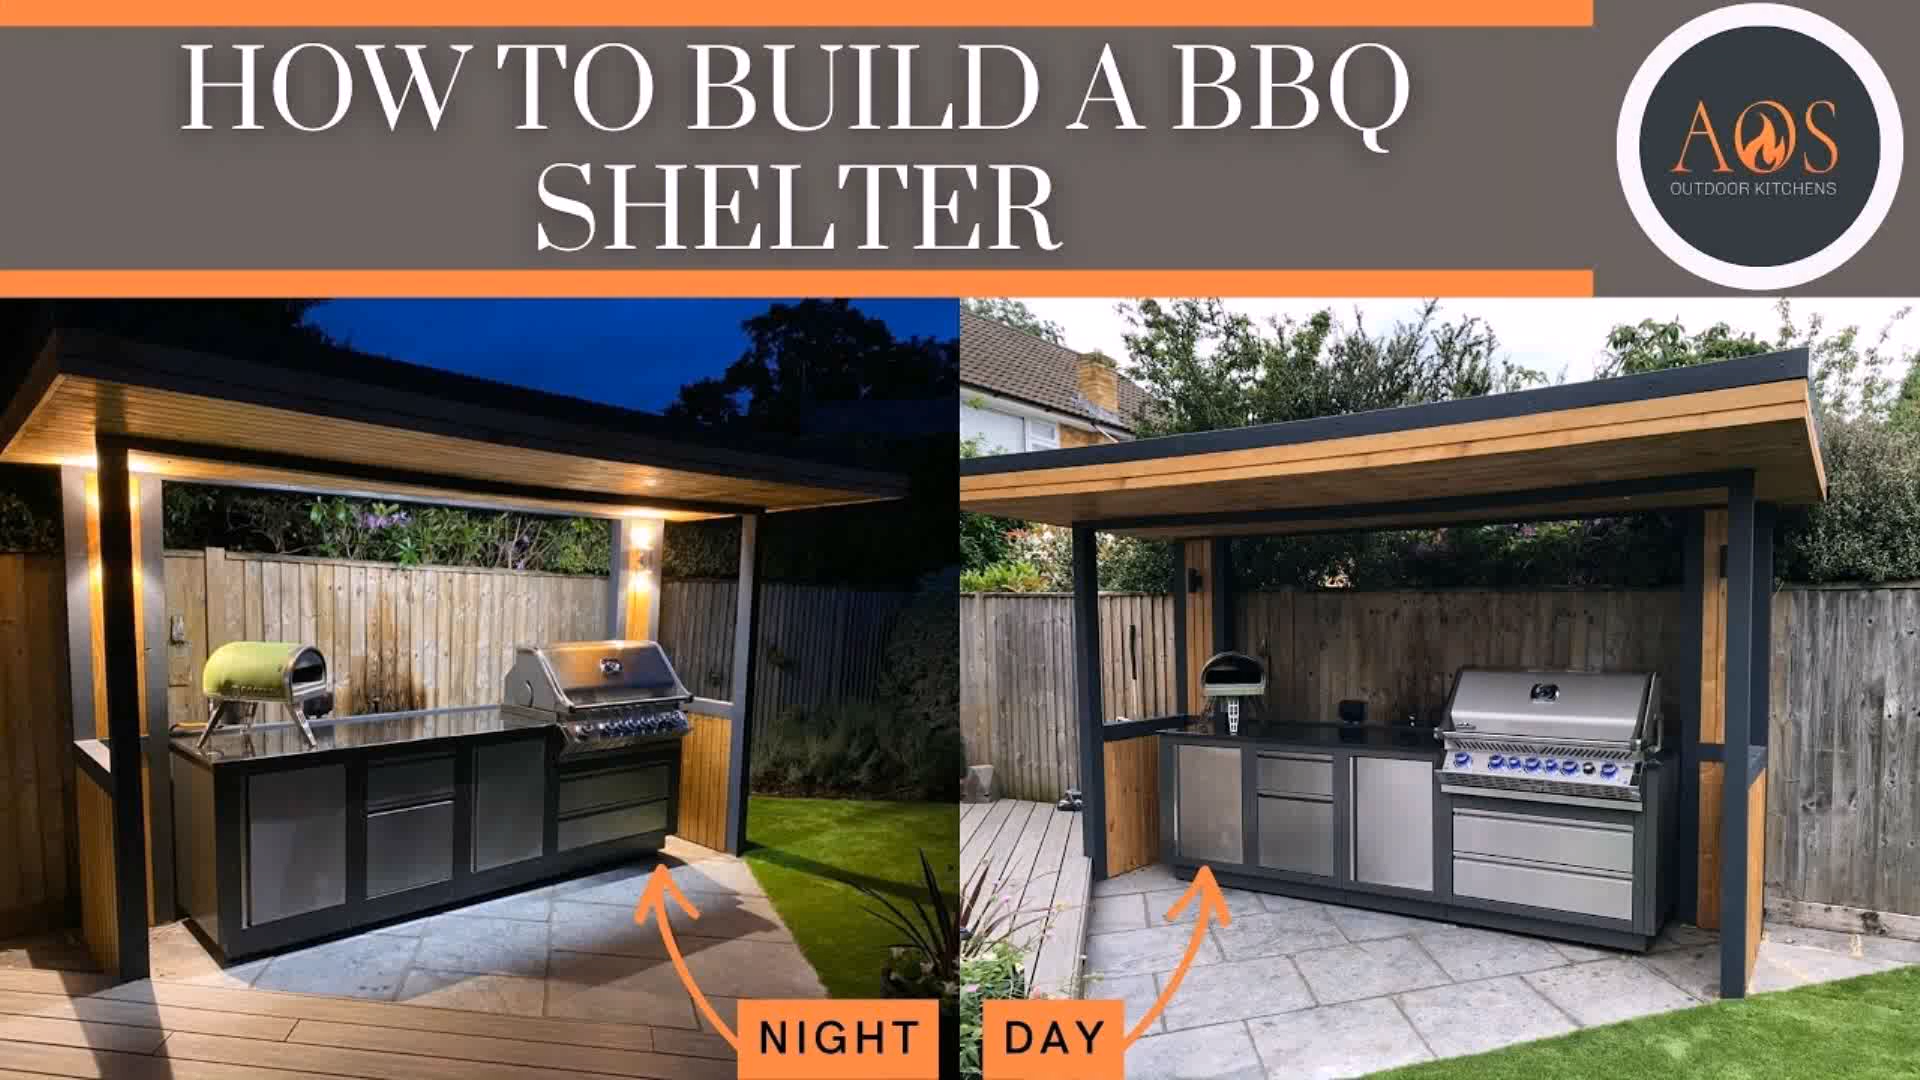 HOW TO BUILD A BBQ
SHELTER
AOS
OUTDOOR KITCHENS
NIGHT
DAY